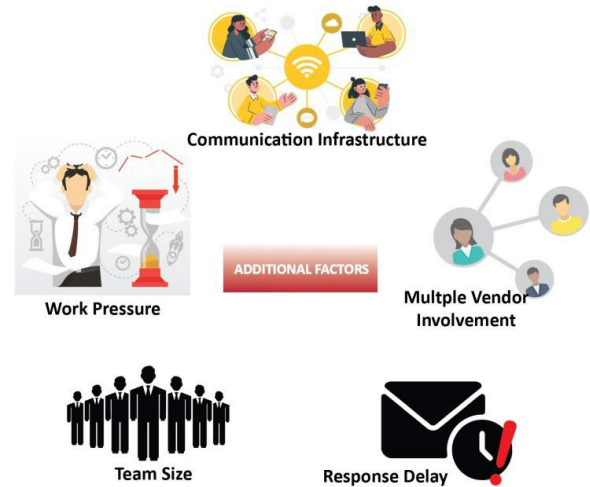 Communication Infrastructure
ADDITIONAL FACTORS
Work Pressure
Multple Vendor
Involvement
Team Size
Response Delay